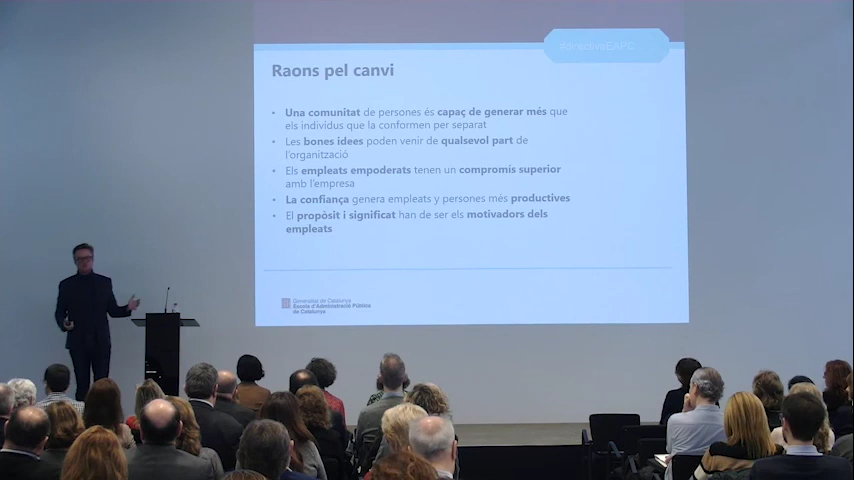 #directivaEAPC
Raons pel canvi
• Una comunitat de persones és capaç de generar més que
els individus que la conformen per separat
• Les bones idees poden venir de qualsevol part de
l'organització
• Els empleats empoderats tenen un compromís superior
amb l'empresa
• La confiança genera empleats y persones més productives
• El propòsit i significat han de ser els motivadors dels
empleats
Generalitat de Catalunya
Escola d'Administració Pública
de Catalunya